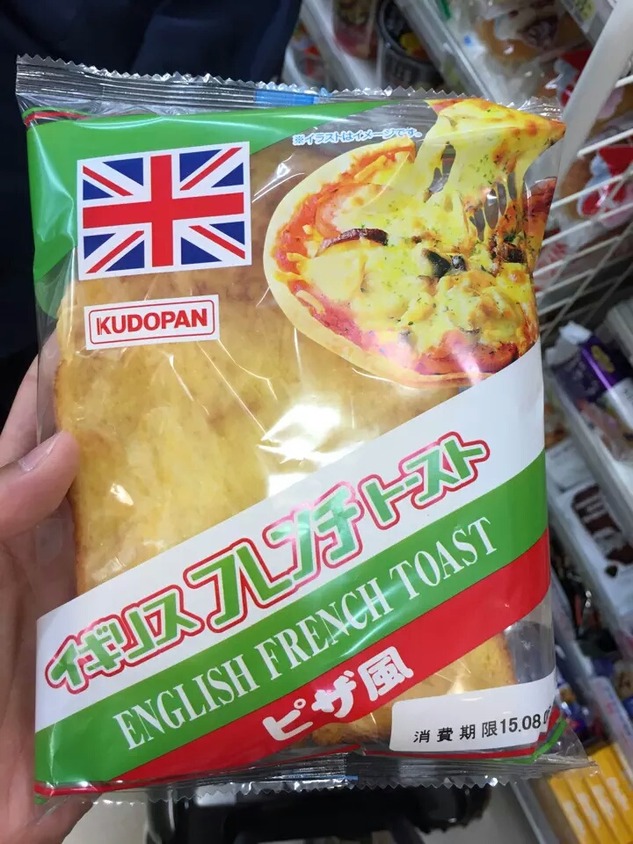 ※イラストはイメージです。
KUDOPAN
イギリスフレンチトースト
ENGLISH FRENCH TOAST
ピザ風
消費期限15.08